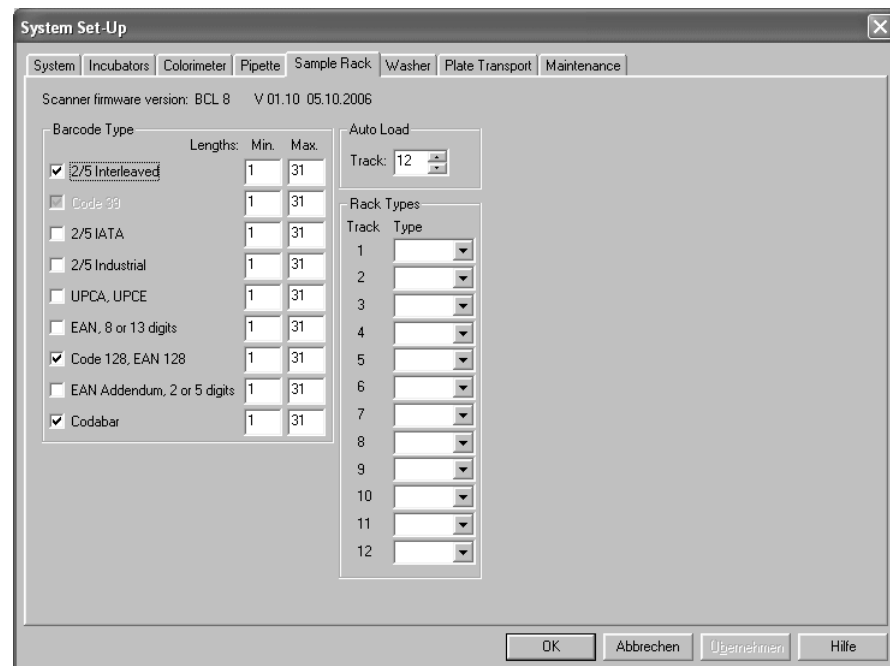 System Set-Up
System Incubators Colorimeter Pipette Sample Rack Washer Plate Transport Maintenance
Scanner firmware version: BCL 8 V 01.10 05.10.2006
Barcode Type
Lengths: Min. Max.
2/5 Interleaved 1 31
Code 39 1 31
2/5 IATA 1 31
2/5 Industrial 1 31
UPCA, UPCE 1 31
EAN, 8 or 13 digits 1 31
Code 128, EAN 128 1 31
EAN Addendum, 2 or 5 digits 1 31
Codabar 1 31
Auto Load
Track: 12
Rack Types
Track Type
1
2
3
4
5
6
7
8
9
10
11
12
OK Abbrechen Übernehmen Hilfe